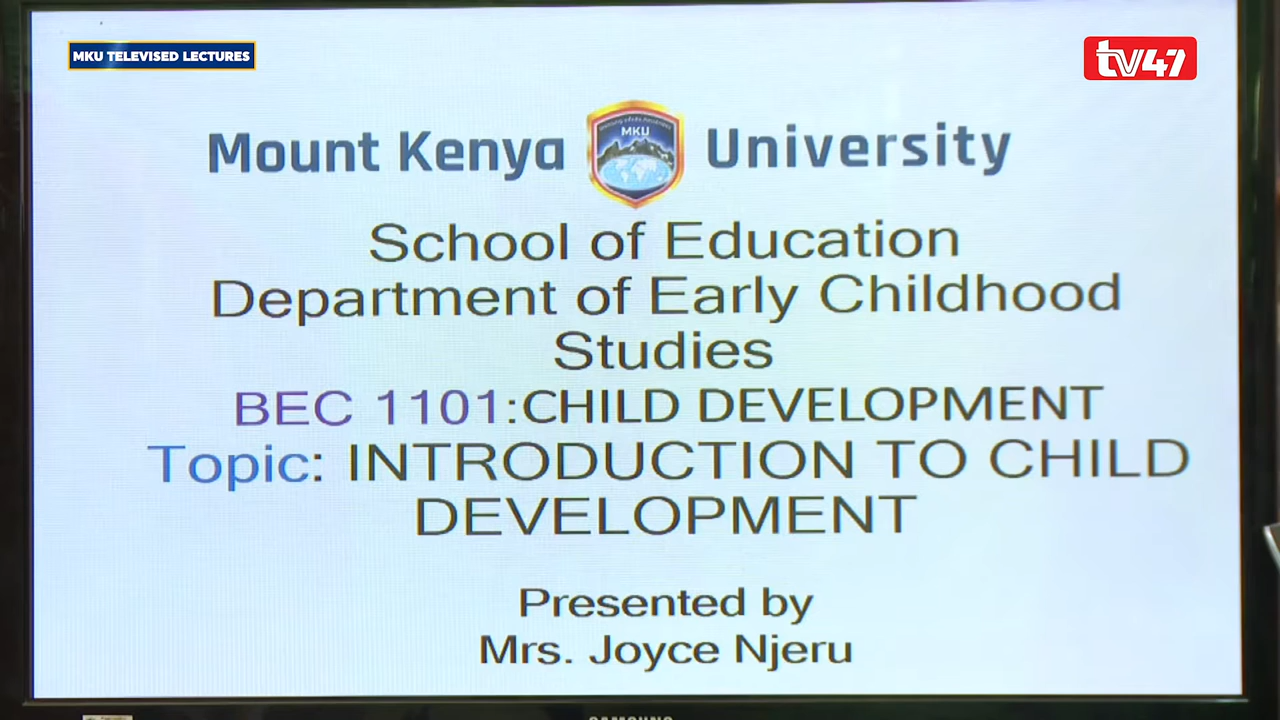 MKU TELEVISED LECTURES
tv47
Mount Kenya University
MKU
School of Education
Department of Early Childhood
Studies
BEC 1101:CHILD DEVELOPMENT
Topic: INTRODUCTION TO CHILD
DEVELOPMENT
Presented by
Mrs. Joyce Njeru